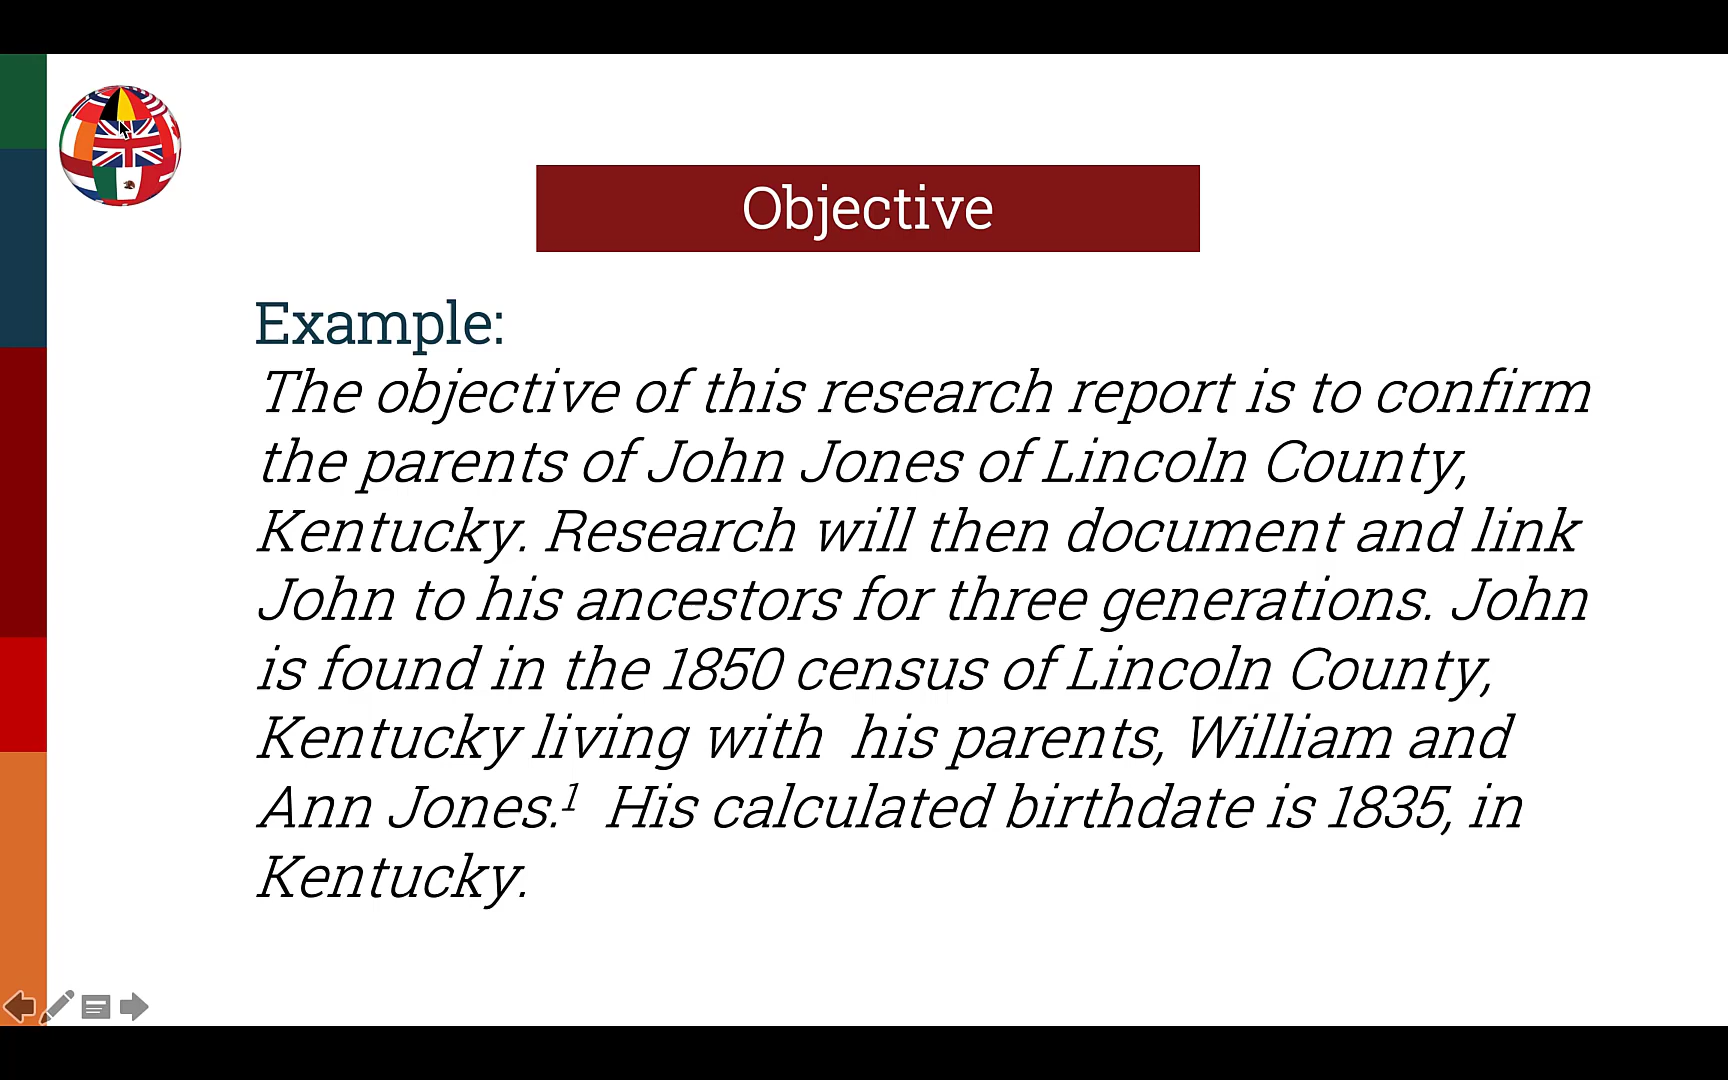 Objective
Example:
The objective of this research report is to confirm
the parents of John Jones of Lincoln County,
Kentucky. Research will then document and link
John to his ancestors for three generations. John
is found in the 1850 census of Lincoln County,
Kentucky living with  his parents, William and
Ann Jones.¹  His calculated birthdate is 1835, in
Kentucky.